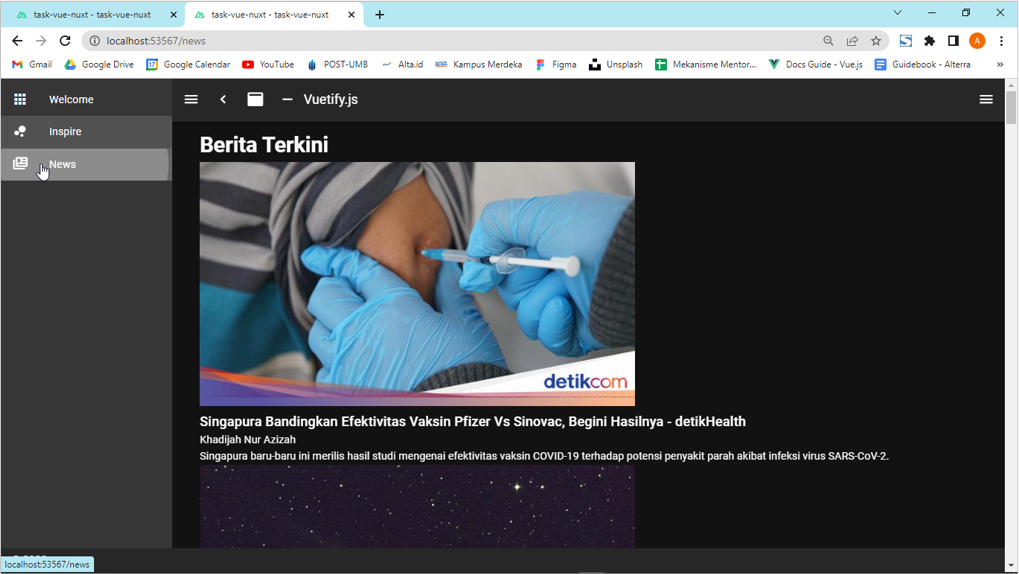 task-vue-nuxt - task-vue-nuxt
task-vue-nuxt - task-vue-nuxt
localhost:53567/news
Gmail
Google Drive
Google Calendar
YouTube
POST-UMB
Alta.id
Kampus Merdeka
Figma
Unsplash
Mekanisme Mentor...
Docs Guide - Vue.js
Guidebook - Alterra
A
Welcome
Vuetify.js
Inspire
News
Berita Terkini
detikcom
Singapura Bandingkan Efektivitas Vaksin Pfizer Vs Sinovac, Begini Hasilnya - detikHealth
Khadijah Nur Azizah
Singapura baru-baru ini merilis hasil studi mengenai efektivitas vaksin COVID-19 terhadap potensi penyakit parah akibat infeksi virus SARS-CoV-2.
localhost:53567/news